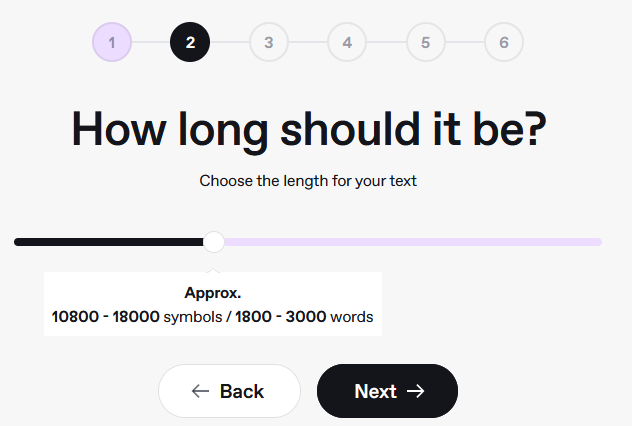 1 2 3 4 5 6
How long should it be?
Choose the length for your text
Approx.
10800 - 18000 symbols / 1800 - 3000 words
← Back Next →